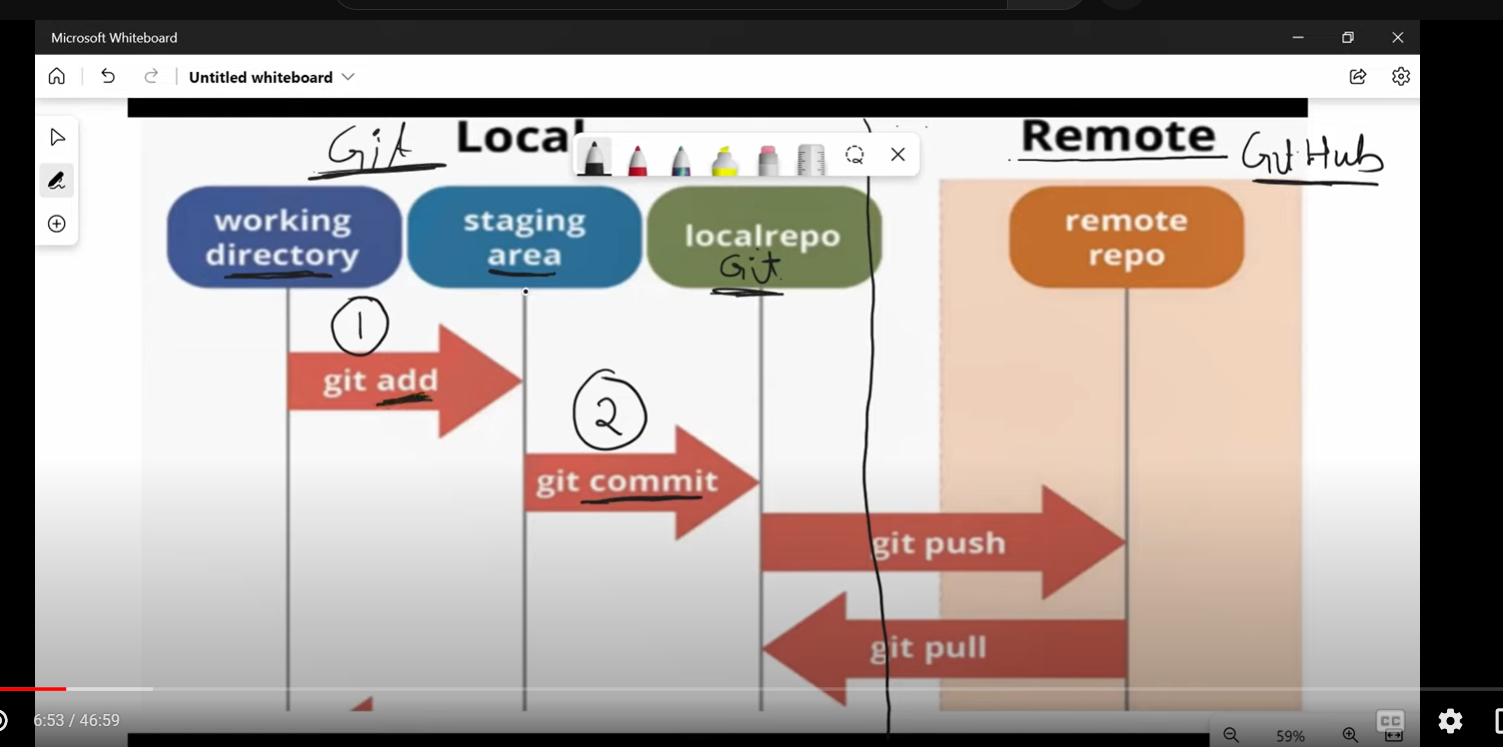 Microsoft Whiteboard
Untitled whiteboard
Git Local
Remote GitHub
working
directory
staging
area
localrepo
Git
remote
repo
1
git add
2
git commit
git push
git pull
6:53 / 46:59
CC
59%